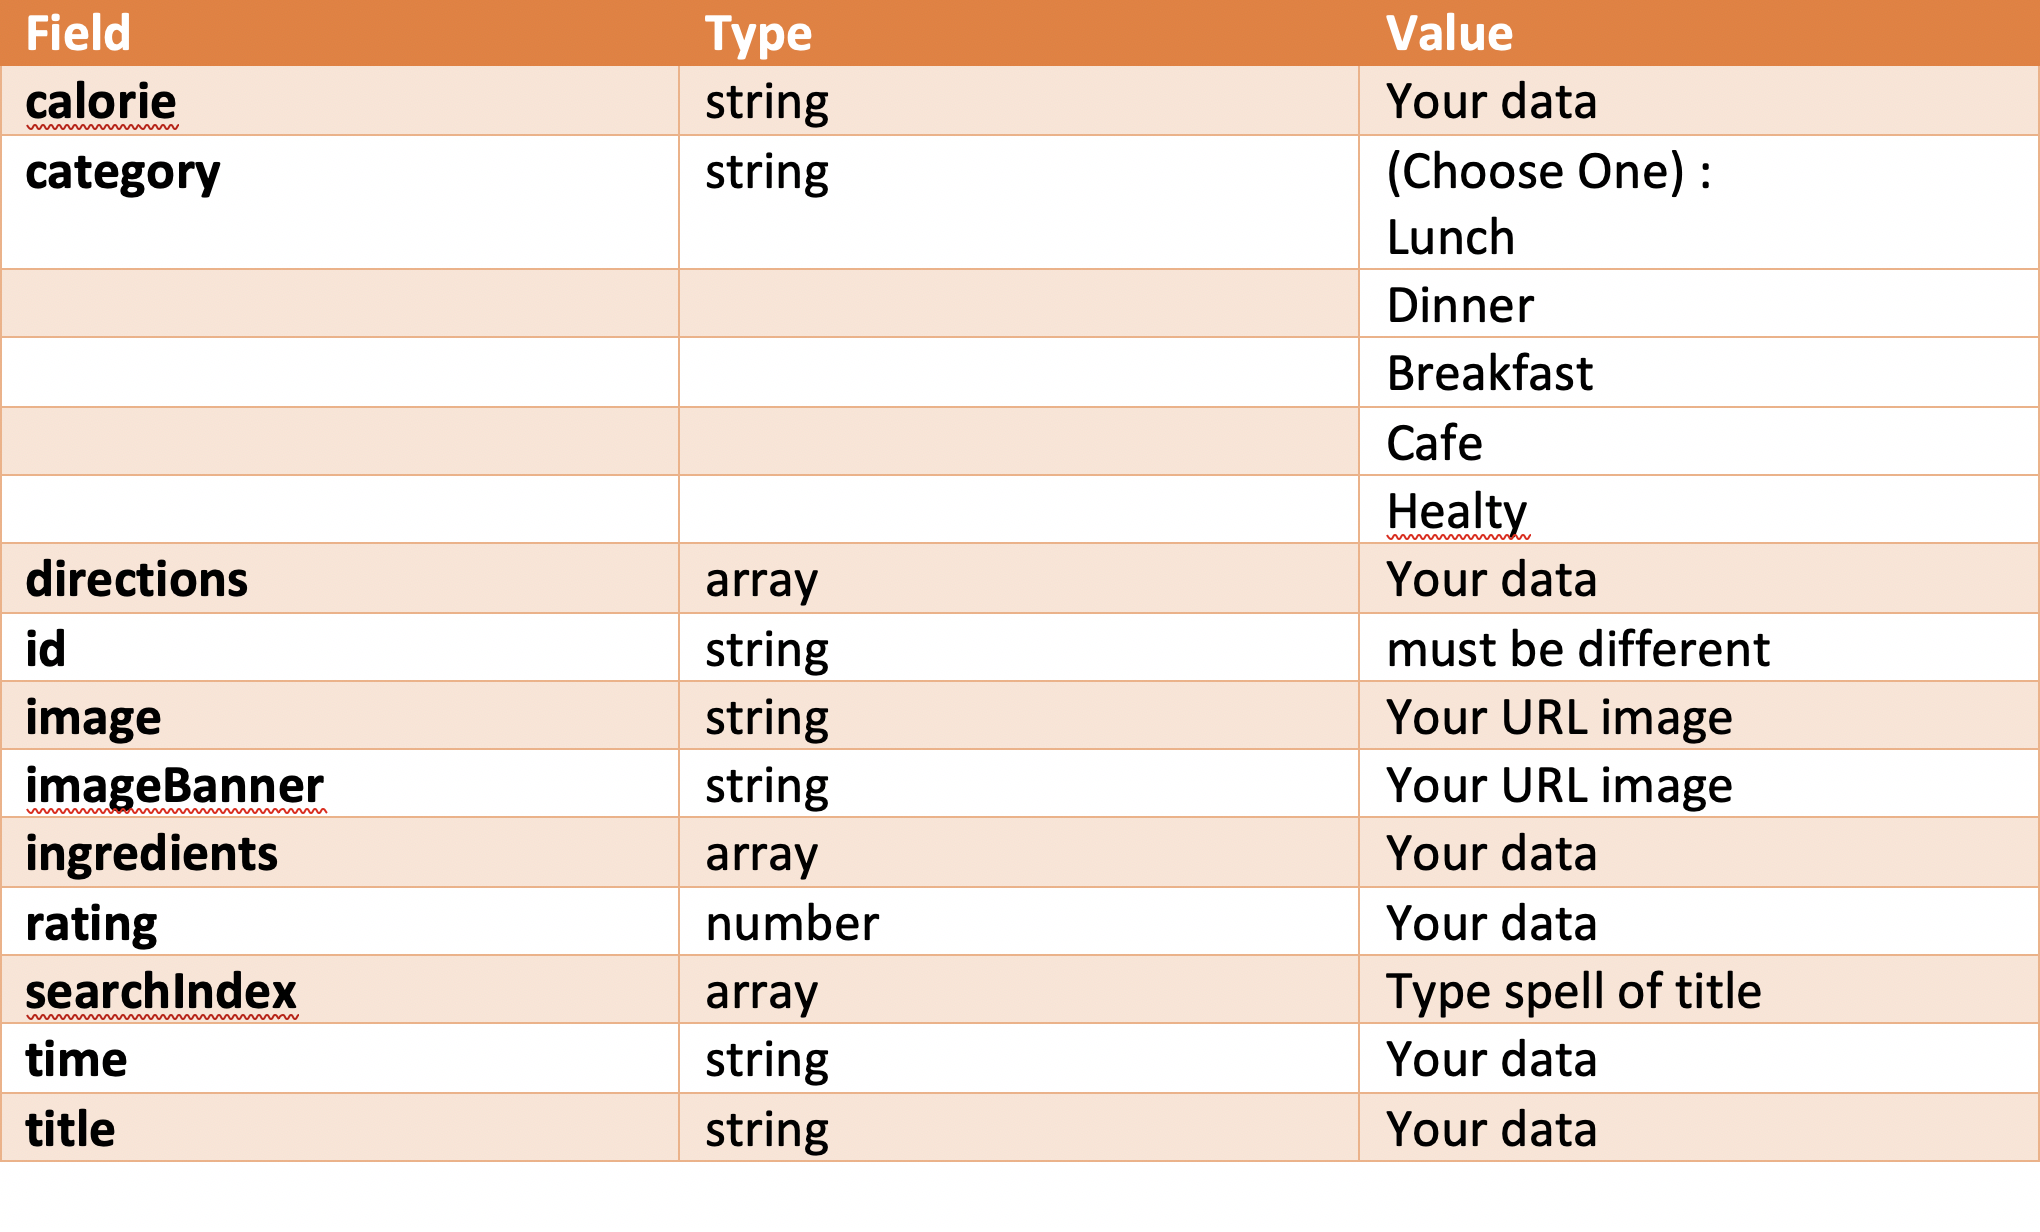 Field Type Value
calorie string Your data
category string (Choose One) :
Lunch
Dinner
Breakfast
Cafe
Healty
directions array Your data
id string must be different
image string Your URL image
imageBanner string Your URL image
ingredients array Your data
rating number Your data
searchIndex array Type spell of title
time string Your data
title string Your data